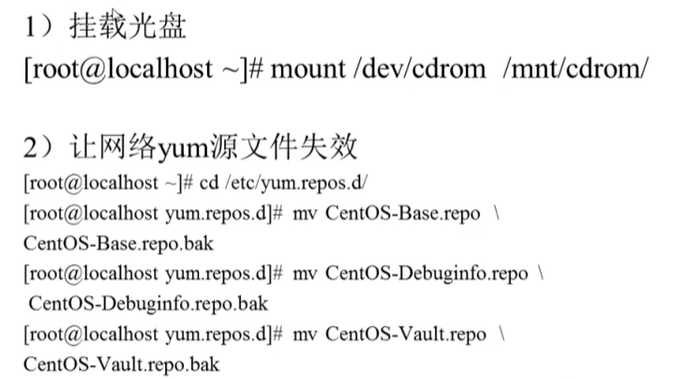 1）挂载光盘
[root@localhost ~]# mount /dev/cdrom /mnt/cdrom/
2）让网络yum源文件失效
[root@localhost ~]# cd /etc/yum.repos.d/
[root@localhost yum.repos.d]# mv CentOS-Base.repo \
CentOS-Base.repo.bak
[root@localhost yum.repos.d]# mv CentOS-Debuginfo.repo \
CentOS-Debuginfo.repo.bak
[root@localhost yum.repos.d]# mv CentOS-Vault.repo \
CentOS-Vault.repo.bak